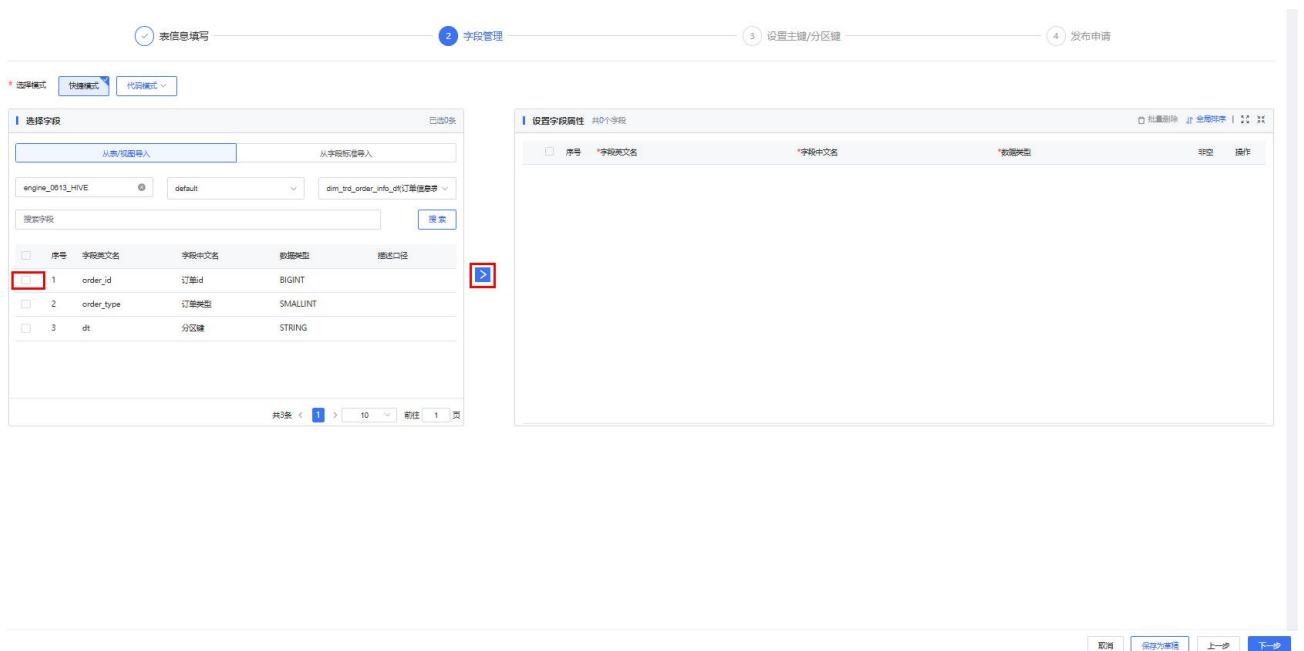 表信息填写 2 字段管理 3 设置主键/分区键 4 发布申请
* 选择模式 快捷模式 代码模式
选择字段 已选0条
从表/视图导入 从字段标准导入
engine_0613_HIVE default dim_trd_order_info_df(订单信息表
搜索字段 搜索
序号 字段英文名 字段中文名 数据类型 描述口径
1 order_id 订单id BIGINT
2 order_type 订单类型 SMALLINT
3 dt 分区键 STRING
共3条 < 1 > 10 前往 1 页
设置字段属性 共0个字段 批量删除 全局排序
序号 *字段英文名 *字段中文名 *数据类型 非空 操作
取消 保存为草稿 上一步 下一步